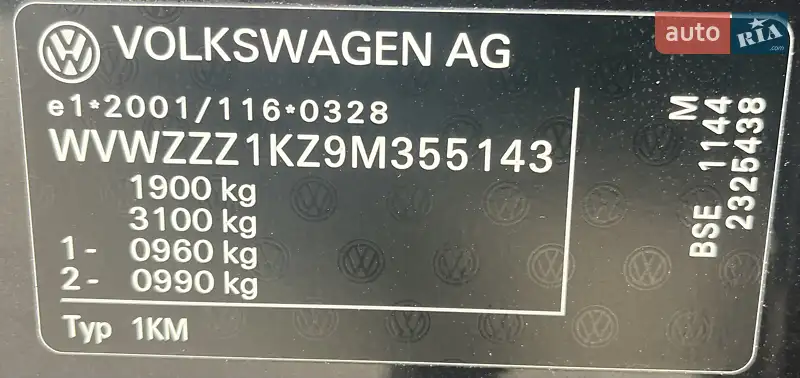 VOLKSWAGEN AG
e1*2001/116*0328
WVWZZZ1KZ9M355143
1900 kg
3100 kg
1- 0960 kg
2- 0990 kg
Typ 1KM
M
BSE 1144
2325438
auto RIA.com